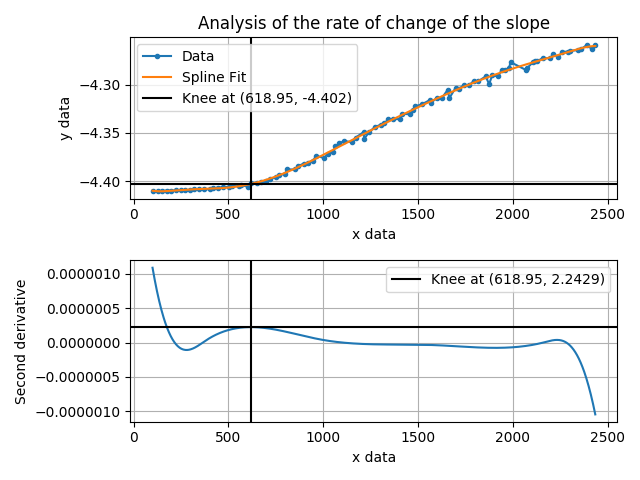 Analysis of the rate of change of the slope
Data
Spline Fit
Knee at (618.95, -4.402)
y data
−4.30
−4.35
−4.40
0 500 1000 1500 2000 2500
x data
Knee at (618.95, 2.2429)
Second derivative
0.0000010
0.0000005
0.0000000
−0.0000005
−0.0000010
0 500 1000 1500 2000 2500
x data